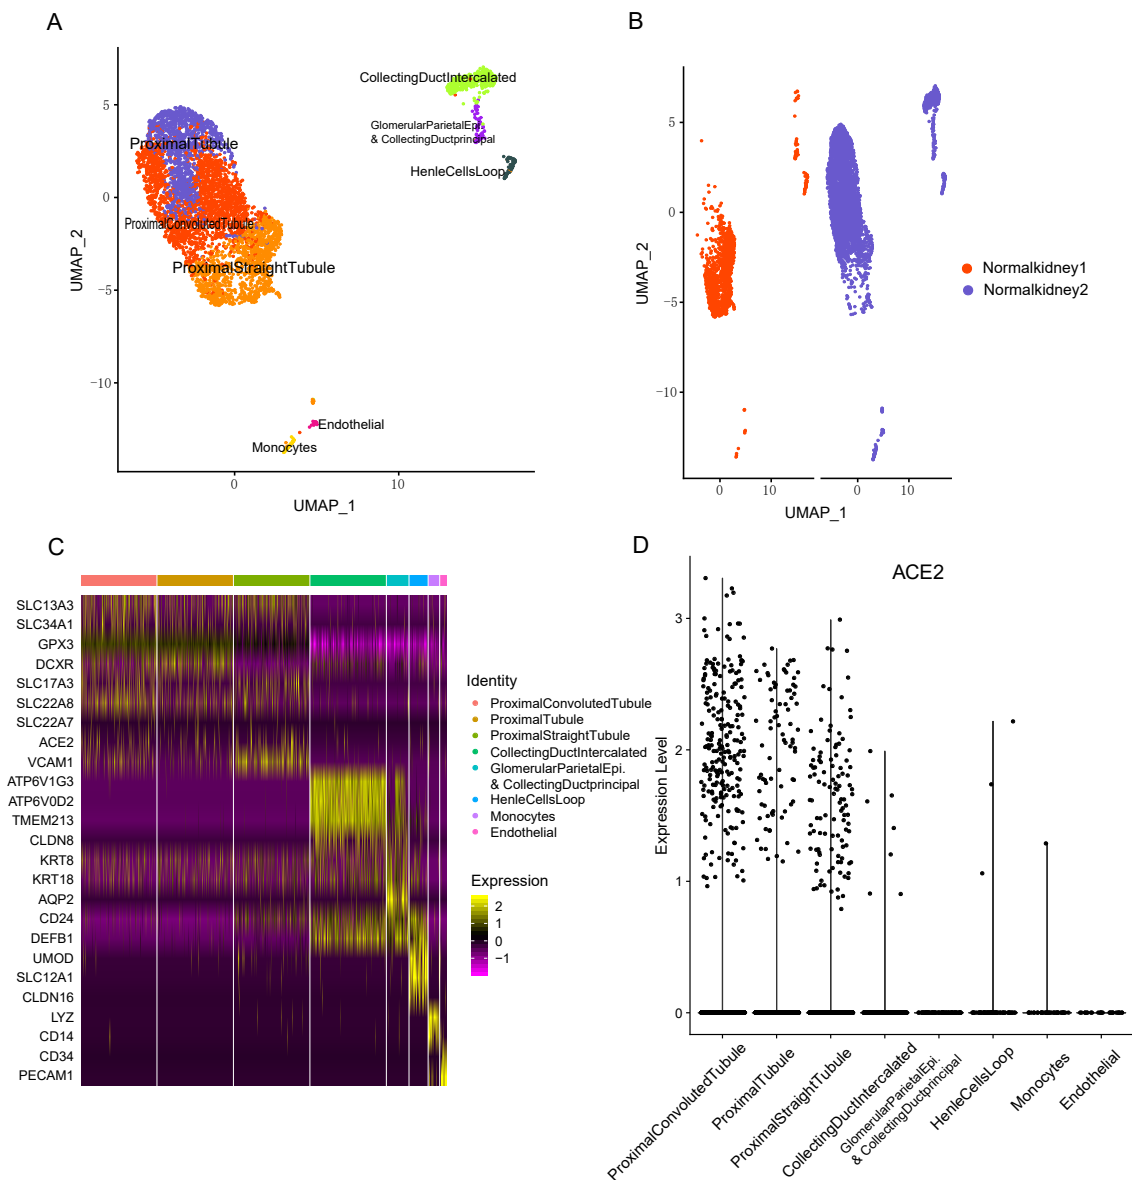 A
5
0
−5
−10
UMAP_2
0
10
UMAP_1
CollectingDuctIntercalated
GlomerularParietalEpi.
& CollectingDuctprincipal
HenleCellsLoop
ProximalTubule
ProximalConvolutedTubule
ProximalStraightTubule
Endothelial
Monocytes
B
5
0
−5
−10
UMAP_2
0
10
0
10
UMAP_1
Normalkidney1
Normalkidney2
C
SLC13A3
SLC34A1
GPX3
DCXR
SLC17A3
SLC22A8
SLC22A7
ACE2
VCAM1
ATP6V1G3
ATP6V0D2
TMEM213
CLDN8
KRT8
KRT18
AQP2
CD24
DEFB1
UMOD
SLC12A1
CLDN16
LYZ
CD14
CD34
PECAM1
Identity
ProximalConvolutedTubule
ProximalTubule
ProximalStraightTubule
CollectingDuctIntercalated
GlomerularParietalEpi.
& CollectingDuctprincipal
HenleCellsLoop
Monocytes
Endothelial
Expression
2
1
0
−1
D
ACE2
3
2
1
0
Expression Level
ProximalConvolutedTubule
ProximalTubule
ProximalStraightTubule
CollectingDuctIntercalated
GlomerularParietalEpi.
& CollectingDuctprincipal
HenleCellsLoop
Monocytes
Endothelial